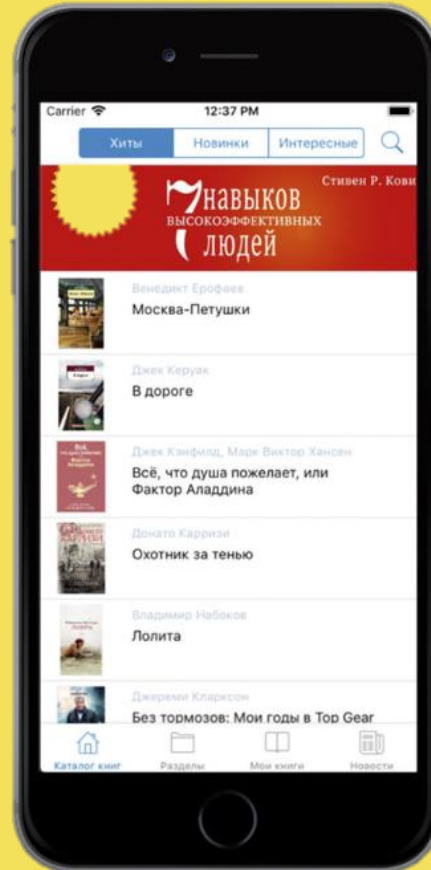 Carrier
12:37 PM
Хиты
Новинки
Интересные
Стивен Р. Кови
7 навыков
высокоэффективных
людей
Венедикт Ерофеев
Москва-Петушки
Джек Керуак
В дороге
Джек Кэнфилд, Марк Виктор Хансен
Всё, что душа пожелает, или
Фактор Аладдина
Донато Карризи
Охотник за тенью
Владимир Набоков
Лолита
Джереми Кларксон
Без тормозов: Мои годы в Top Gear
Каталог книг
Разделы
Мои книги
Новости